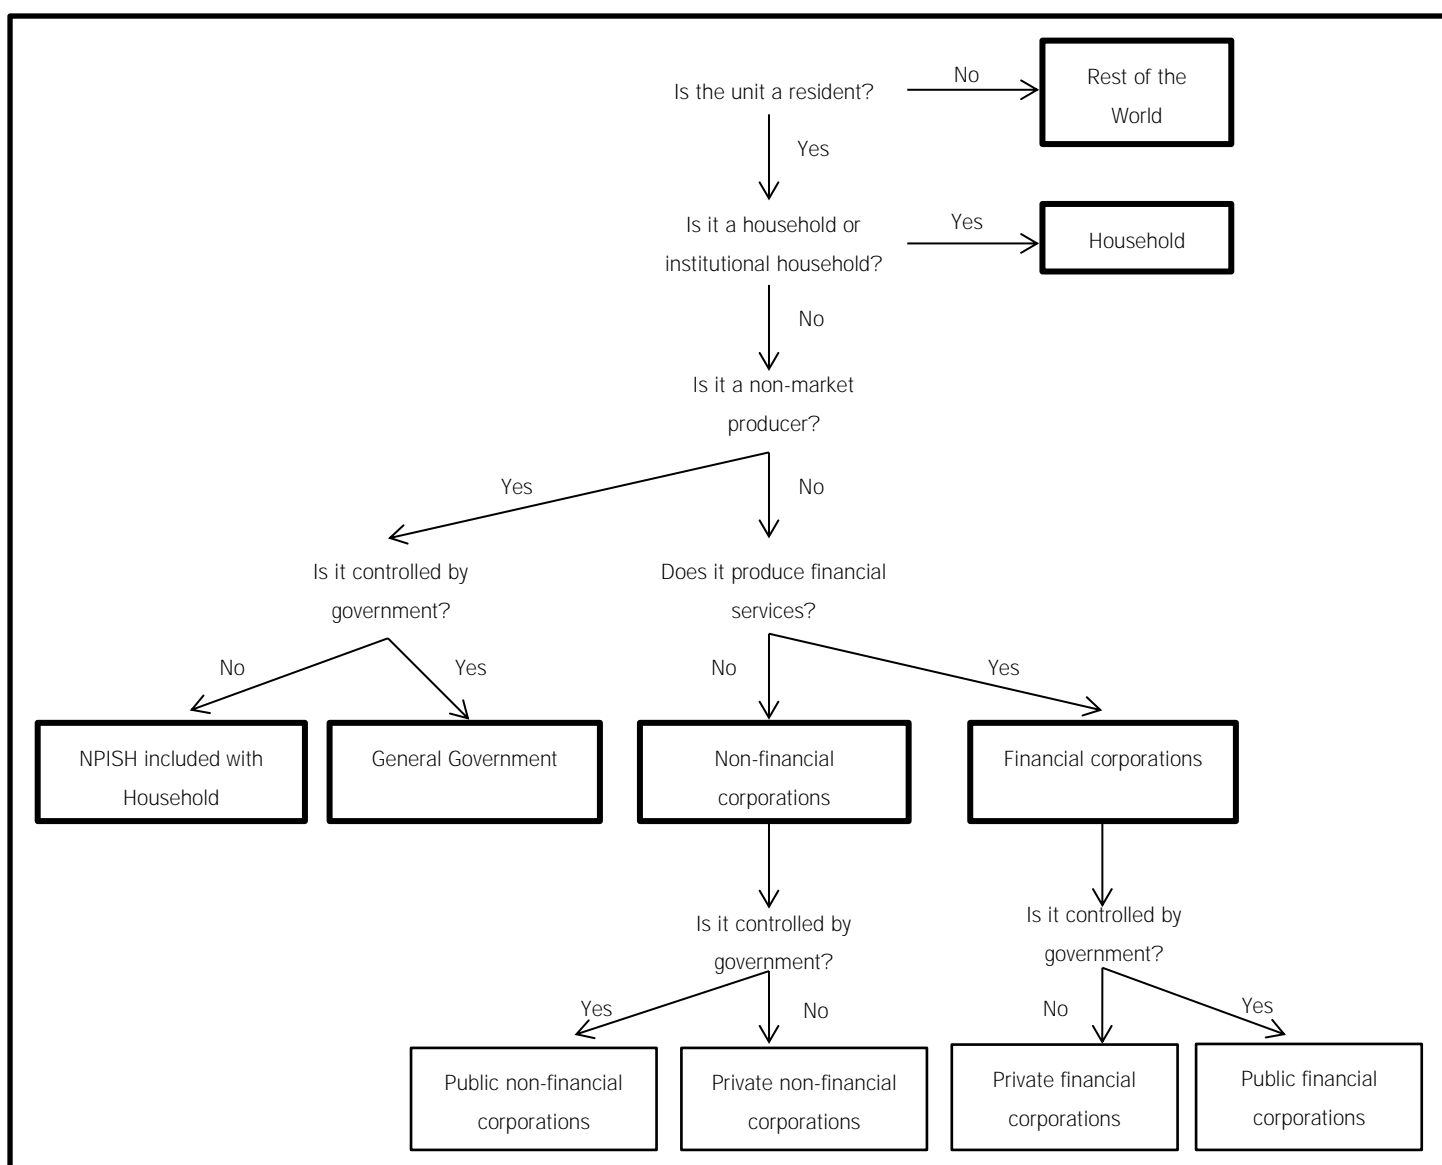 Is the unit a resident?
No
Rest of the
World
Yes
Is it a household or
institutional household?
Yes
Household
No
Is it a non-market
producer?
Yes
No
Is it controlled by
government?
Does it produce financial
services?
No
Yes
No
Yes
NPISH included with
Household
General Government
Non-financial
corporations
Financial corporations
Is it controlled by
government?
Is it controlled by
government?
Yes
No
No
Yes
Public non-financial
corporations
Private non-financial
corporations
Private financial
corporations
Public financial
corporations